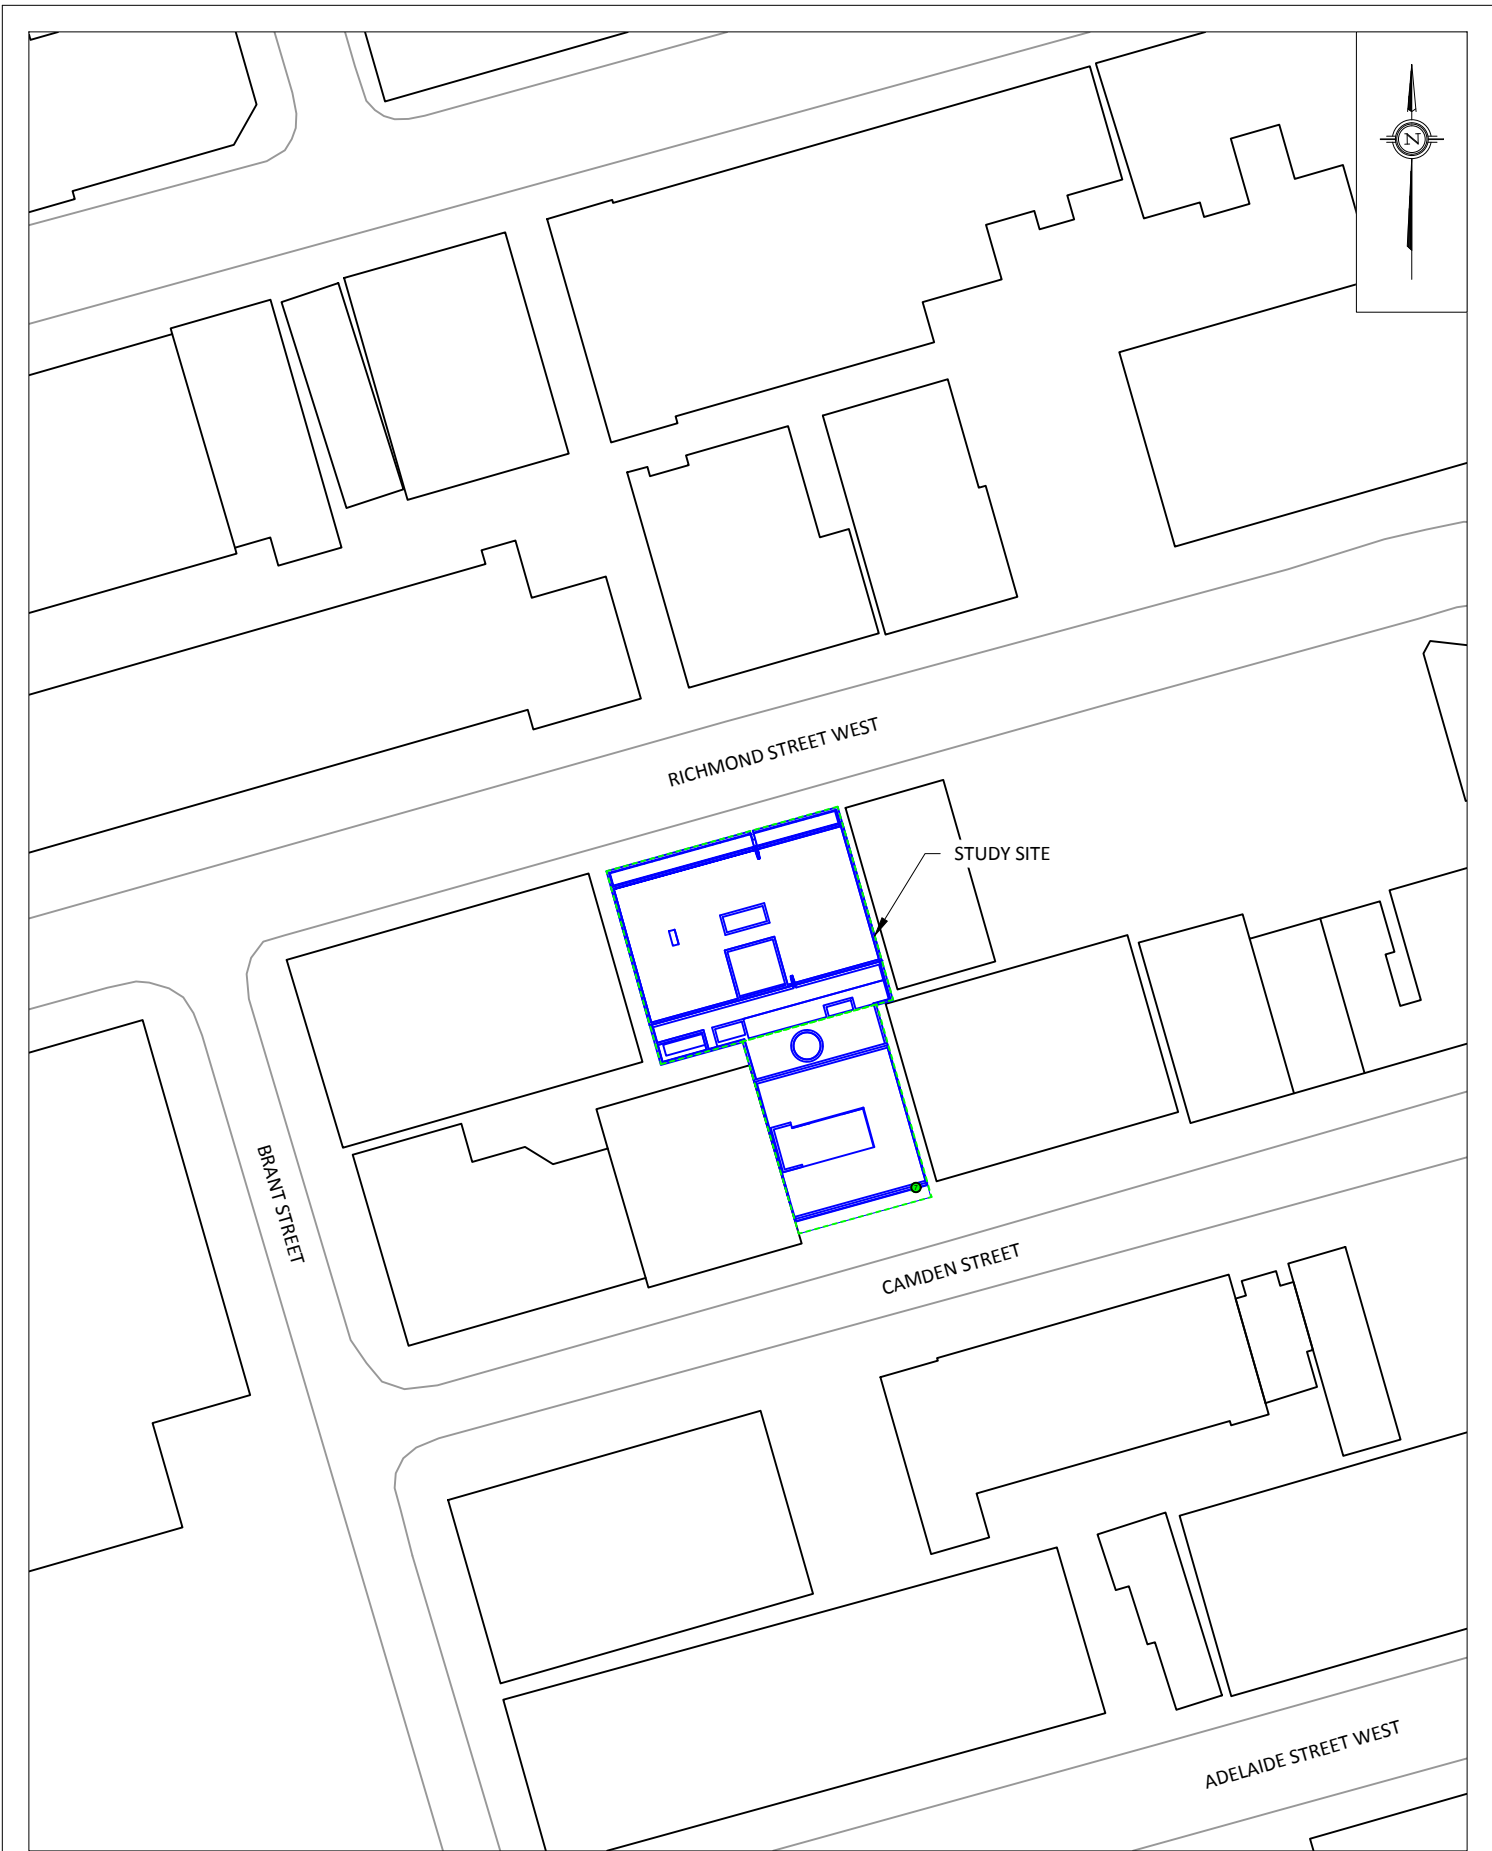 N
RICHMOND STREET WEST
STUDY SITE
BRANT STREET
CAMDEN STREET
ADELAIDE STREET WEST